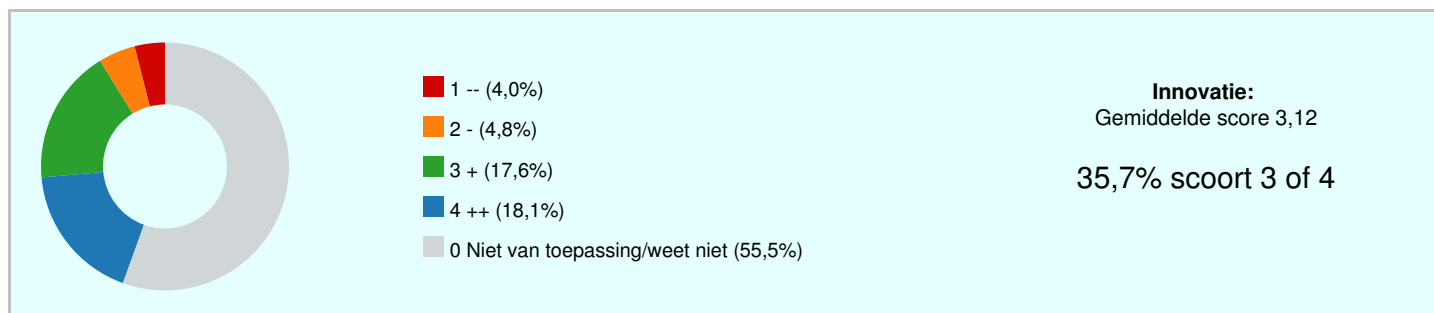 1 -- (4,0%)
2 - (4,8%)
3 + (17,6%)
4 ++ (18,1%)
0 Niet van toepassing/weet niet (55,5%)
Innovatie:
Gemiddelde score 3,12
35,7% scoort 3 of 4